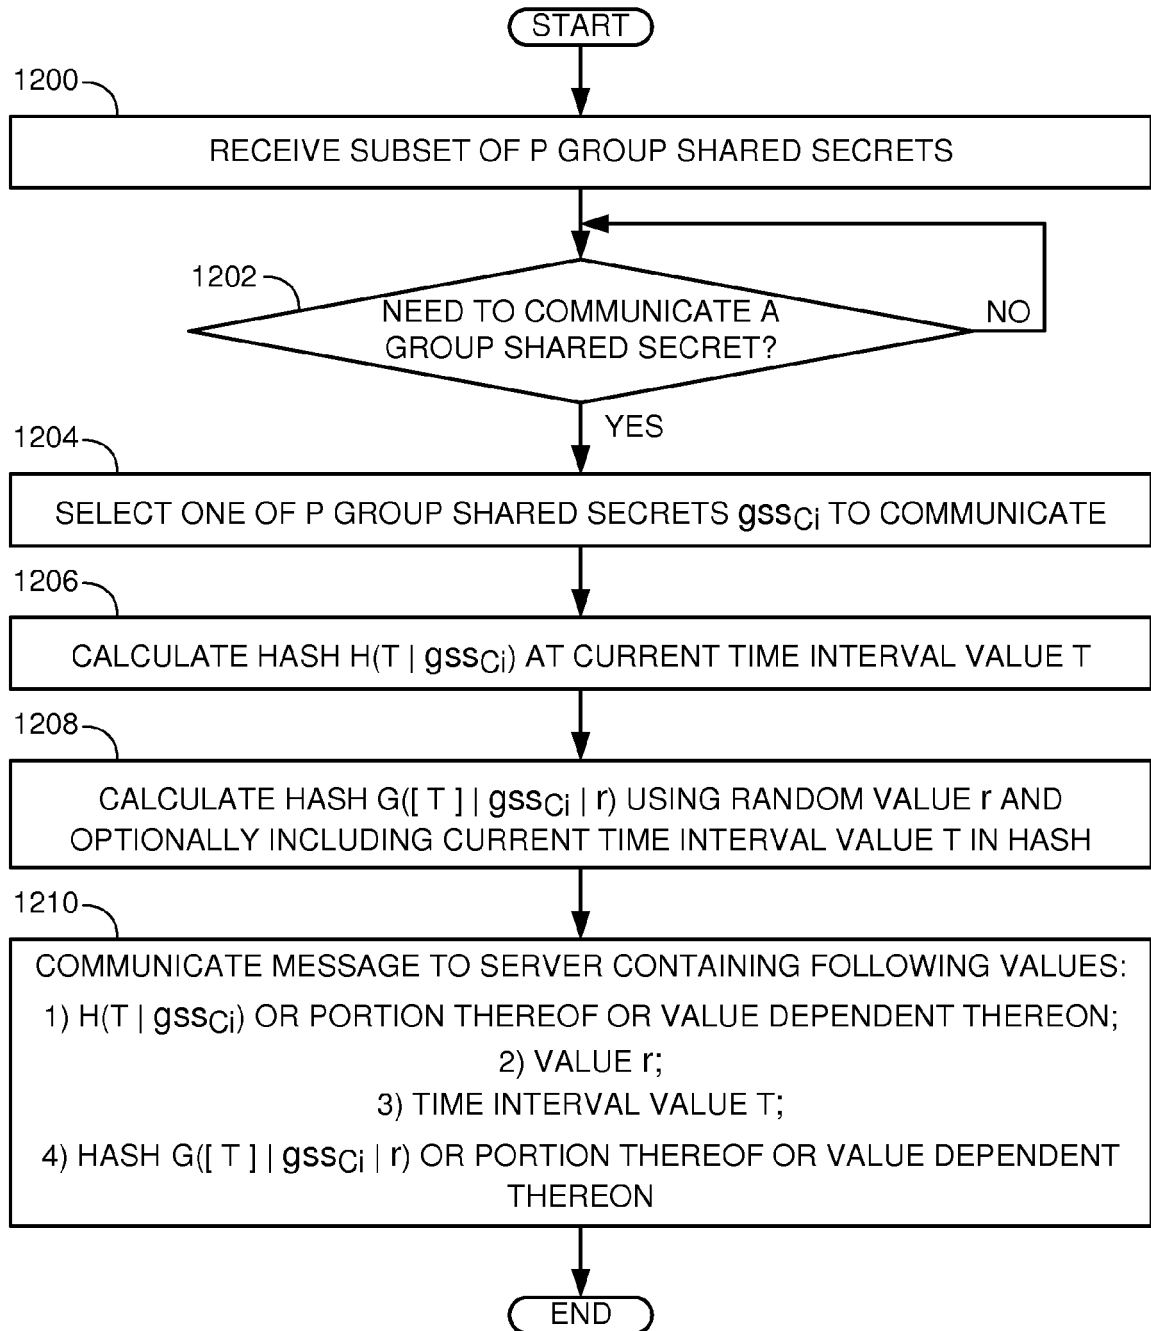 START
1200
RECEIVE SUBSET OF P GROUP SHARED SECRETS
1202
NEED TO COMMUNICATE A
GROUP SHARED SECRET?
NO
YES
1204
SELECT ONE OF P GROUP SHARED SECRETS gssCi TO COMMUNICATE
1206
CALCULATE HASH H(T | gssCi) AT CURRENT TIME INTERVAL VALUE T
1208
CALCULATE HASH G([ T ] | gssCi | r) USING RANDOM VALUE r AND
OPTIONALLY INCLUDING CURRENT TIME INTERVAL VALUE T IN HASH
1210
COMMUNICATE MESSAGE TO SERVER CONTAINING FOLLOWING VALUES:
1) H(T | gssCi) OR PORTION THEREOF OR VALUE DEPENDENT THEREON;
2) VALUE r;
3) TIME INTERVAL VALUE T;
4) HASH G([ T ] | gssCi | r) OR PORTION THEREOF OR VALUE DEPENDENT
THEREON
END